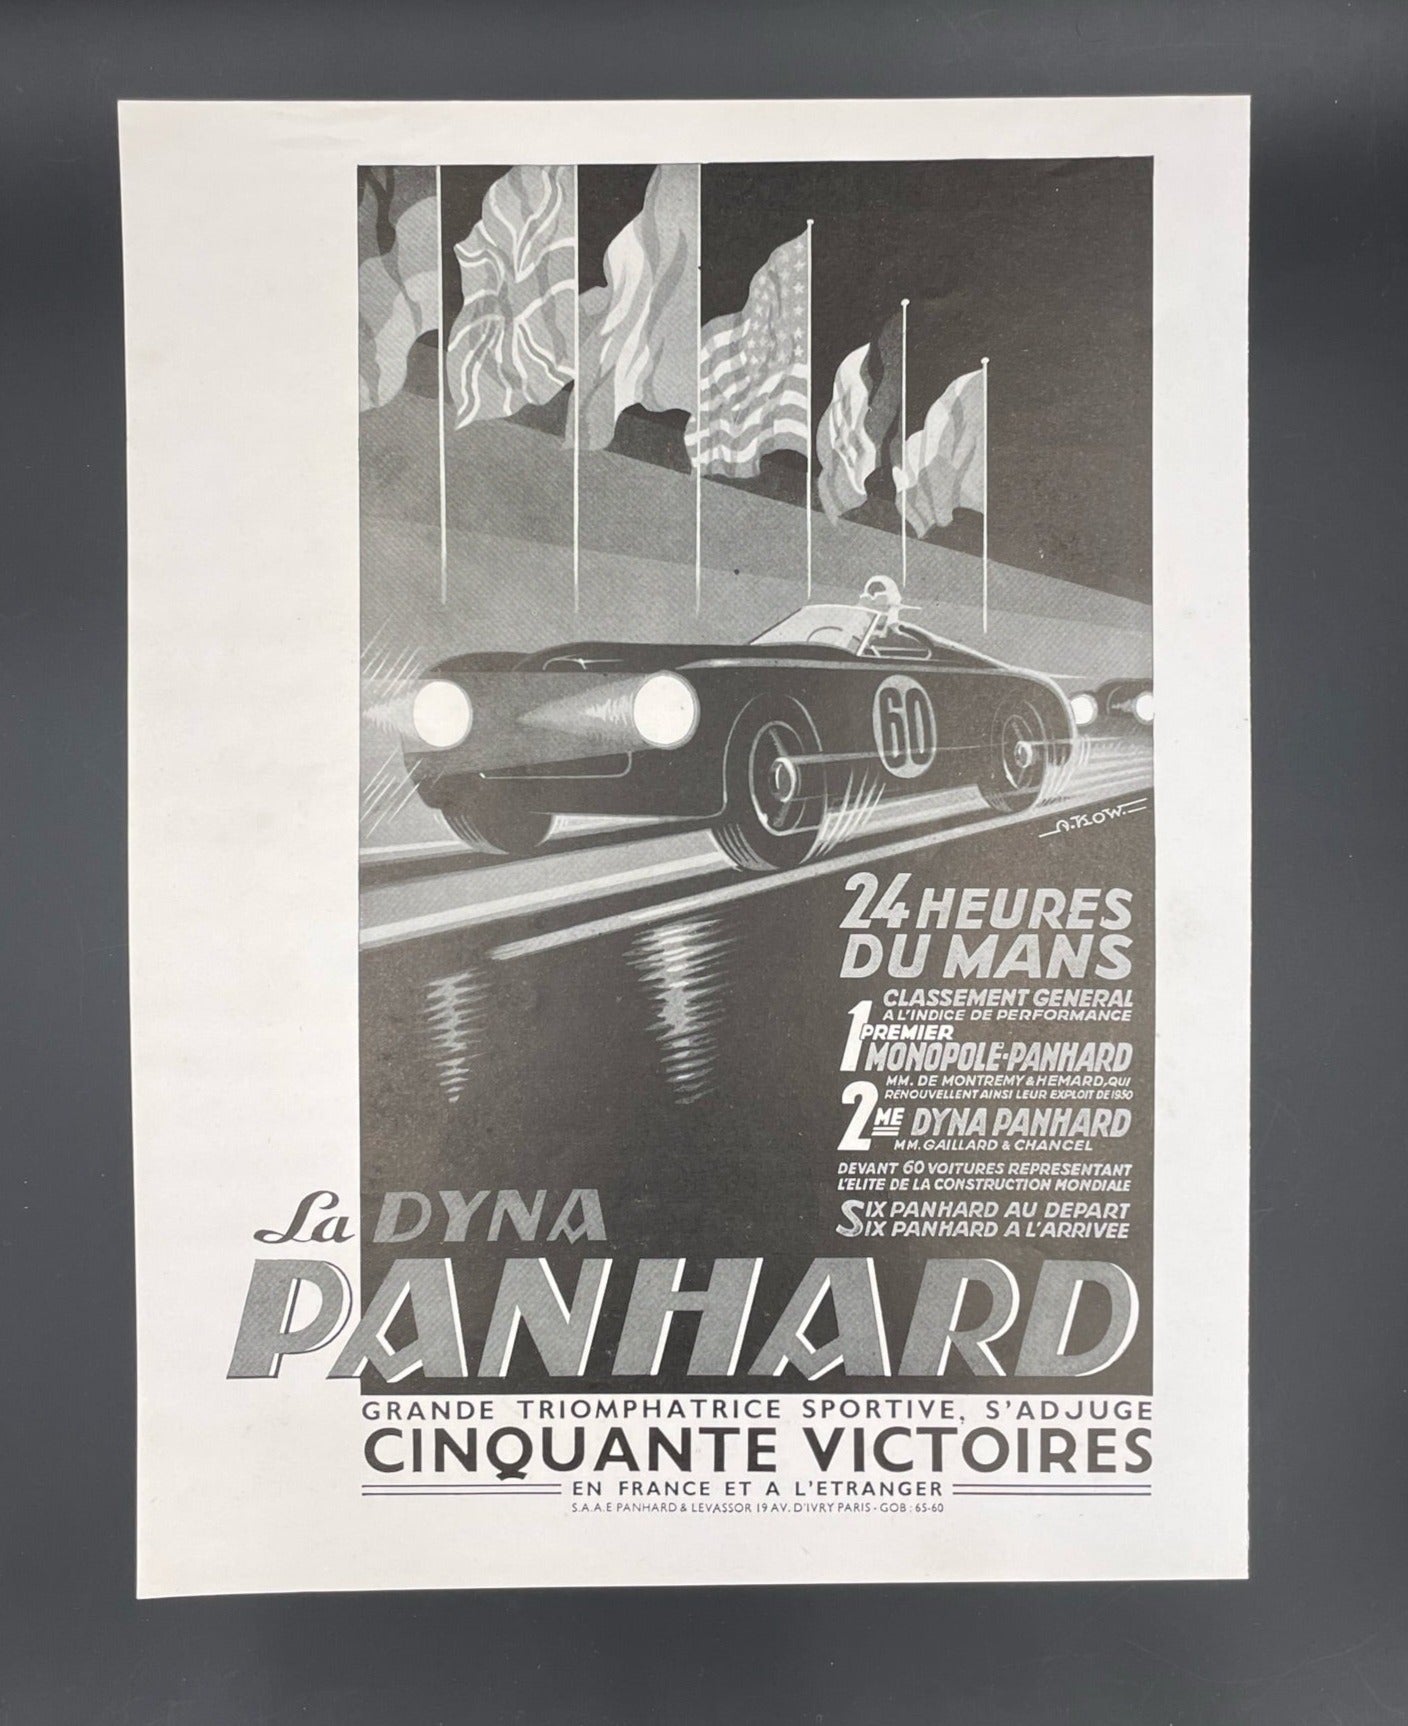 60
A.KOW.
24 HEURES
DU MANS
CLASSEMENT GENERAL
A L'INDICE DE PERFORMANCE
1 PREMIER
MONOPOLE-PANHARD
MM. DE MONTREMY & HEMARD, QUI
RENOUVELLENT AINSI LEUR EXPLOIT DE 1950
2ME DYNA PANHARD
MM. GAILLARD & CHANCEL
DEVANT 60 VOITURES REPRESENTANT
L'ELITE DE LA CONSTRUCTION MONDIALE
SIX PANHARD AU DEPART
SIX PANHARD A L'ARRIVEE
La DYNA
PANHARD
GRANDE TRIOMPHATRICE SPORTIVE, S'ADJUGE
CINQUANTE VICTOIRES
EN FRANCE ET A L'ETRANGER
S.A.A.E PANHARD & LEVASSOR 19 AV. D'IVRY PARIS - GOB : 65-60